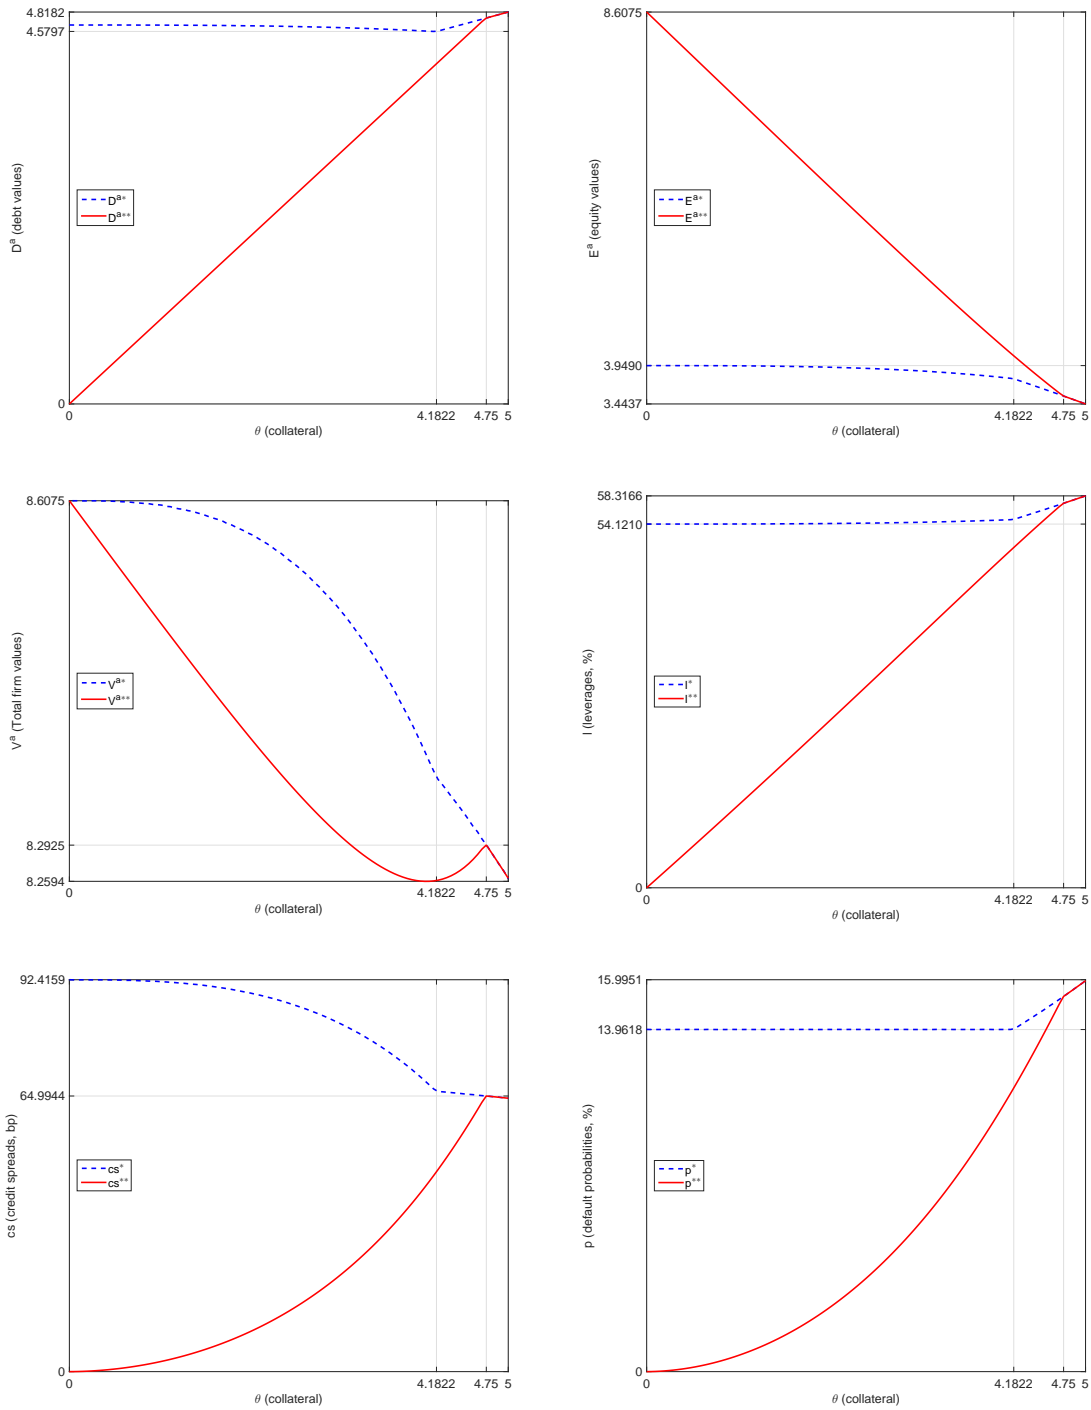 4.8182
4.5797
D^a (debt values)
D^a*
D^a**
0
0
4.1822
4.75
5
θ (collateral)
8.6075
E^a (equity values)
E^a*
E^a**
3.9490
3.4437
0
4.1822
4.75
5
θ (collateral)
8.6075
V^a (Total firm values)
V^a*
V^a**
8.2925
8.2594
0
4.1822
4.75
5
θ (collateral)
58.3166
54.1210
l (leverages, %)
l*
l**
0
0
4.1822
4.75
5
θ (collateral)
92.4159
64.9944
cs (credit spreads, bp)
cs*
cs**
0
0
4.1822
4.75
5
θ (collateral)
15.9951
13.9618
p (default probabilities, %)
p*
p**
0
0
4.1822
4.75
5
θ (collateral)